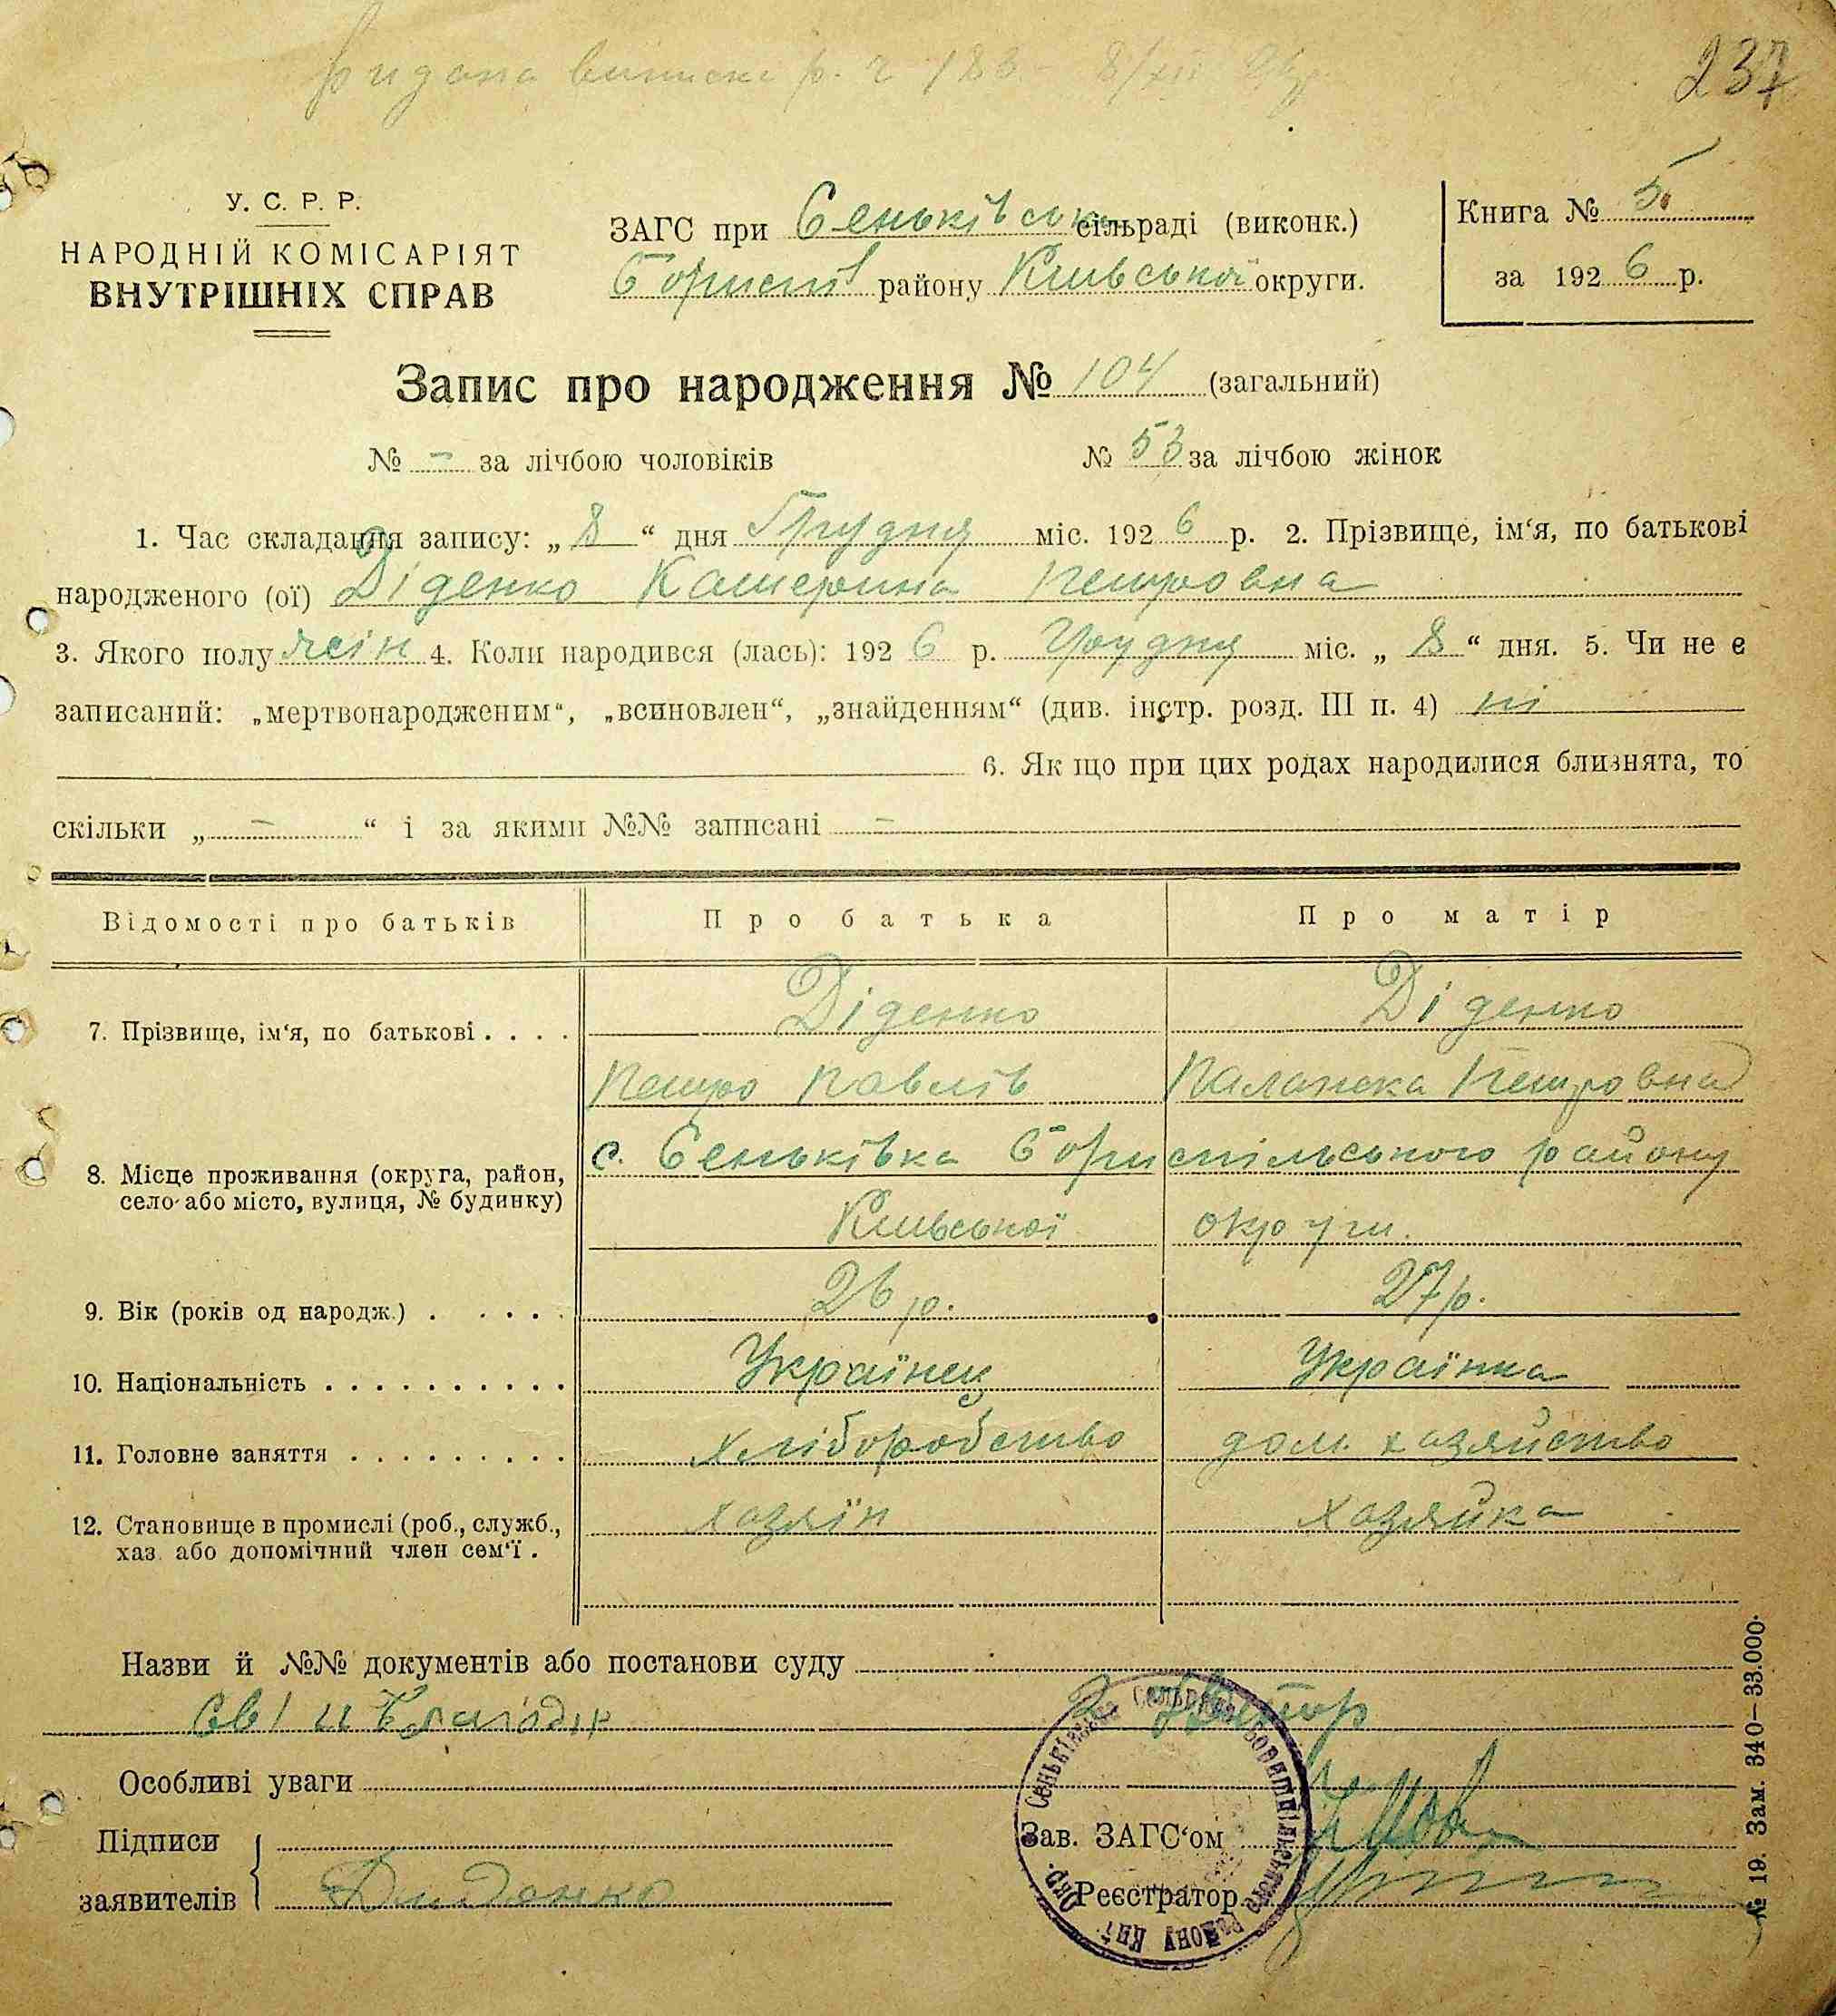 237
У. С. Р. Р.
НАРОДНІЙ КОМІСАРІЯТ
ВНУТРІШНІХ СПРАВ
ЗАГС при Сеньківськ сільраді (виконк.)
Борисп району Київської округи.
Книга № 5
за 1926 р.
Запис про народження № 104 (загальний)
№ - за лічбою чоловіків № 53 за лічбою жінок
1. Час складання запису: „8“ дня Грудня міс. 1926 р. 2. Прізвище, ім‘я, по батькові
народженого (ої) Діденко Катерина Петровна
3. Якого полу жін 4. Коли народився (лась): 1926 р. Грудня міс. „8“ дня. 5. Чи не є
записаний: „мертвонародженим“, „всиновлен“, „знайденням“ (див. інстр. розд. III п. 4) ні
6. Як що при цих родах народилися близнята, то
скільки „-“ і за якими №№ записані -
Відомості про батьків Про батька Про матір
7. Прізвище, ім‘я, по батькові . . . . Діденко Діденко
Петро Павлів Палажка Петровна
8. Місце проживання (округа, район, с. Сеньківка Бориспільського району
село або місто, вулиця, № будинку)
Київської округи.
9. Вік (років од народж.) . . . . . 26 р. 27 р.
10. Національність . . . . . . . . . . Українец Українка
11. Головне заняття . . . . . . . . . Хліборобство дом. хазяйство
12. Становище в промислі (роб., служб., хазяїн хазяйка
хаз. або допомічний член сем‘ї .
Назви й №№ документів або постанови суду
Особливі уваги
Підписи
заявителів Диденко
Зав. ЗАГС‘ом
Реєстратор
№ 19. Зам. 340—33.000.